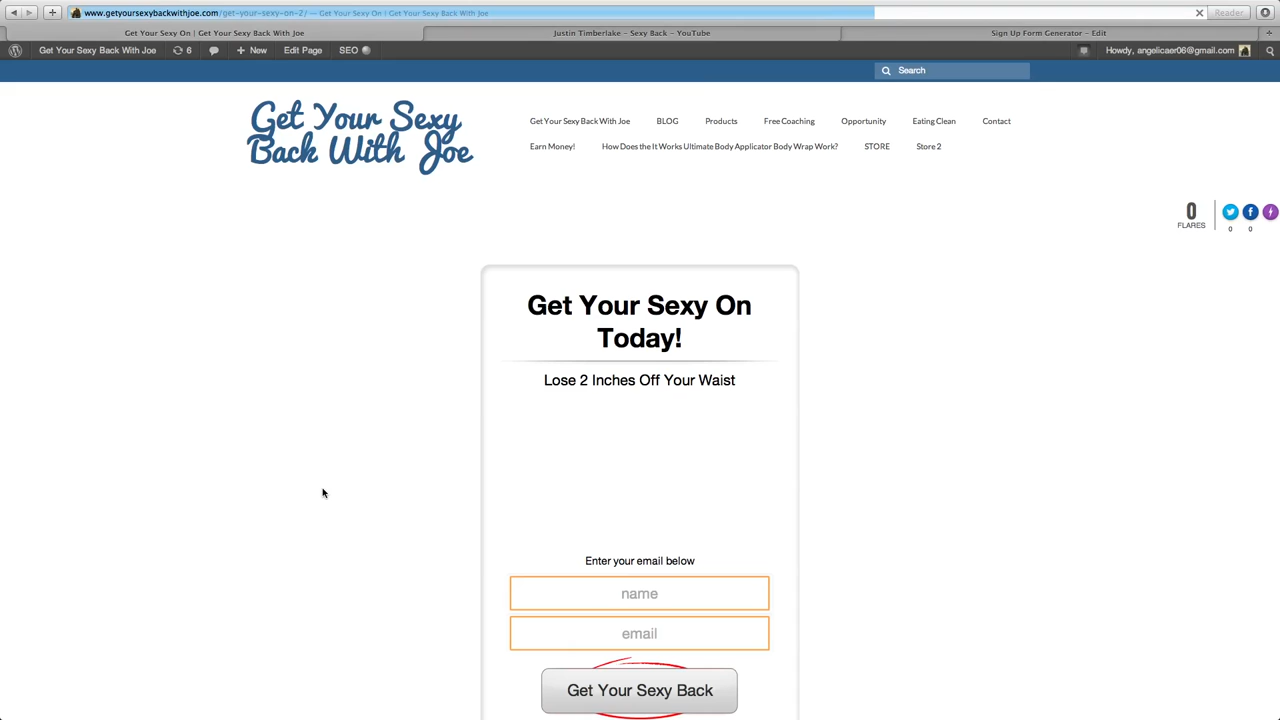 www.getyoursexybackwithjoe.com/get-your-sexy-on-2/ — Get Your Sexy On | Get Your Sexy Back With Joe
Reader
Get Your Sexy On | Get Your Sexy Back With Joe
Justin Timberlake - Sexy Back - YouTube
Sign Up Form Generator - Edit
Get Your Sexy Back With Joe
6
New
Edit Page
SEO
Howdy, angelicaer06@gmail.com
Search
Get Your Sexy
Back With Joe
Get Your Sexy Back With Joe
BLOG
Products
Free Coaching
Opportunity
Eating Clean
Contact
Earn Money!
How Does the It Works Ultimate Body Applicator Body Wrap Work?
STORE
Store 2
0
FLARES
0
0
Get Your Sexy On
Today!
Lose 2 Inches Off Your Waist
Enter your email below
name
email
Get Your Sexy Back